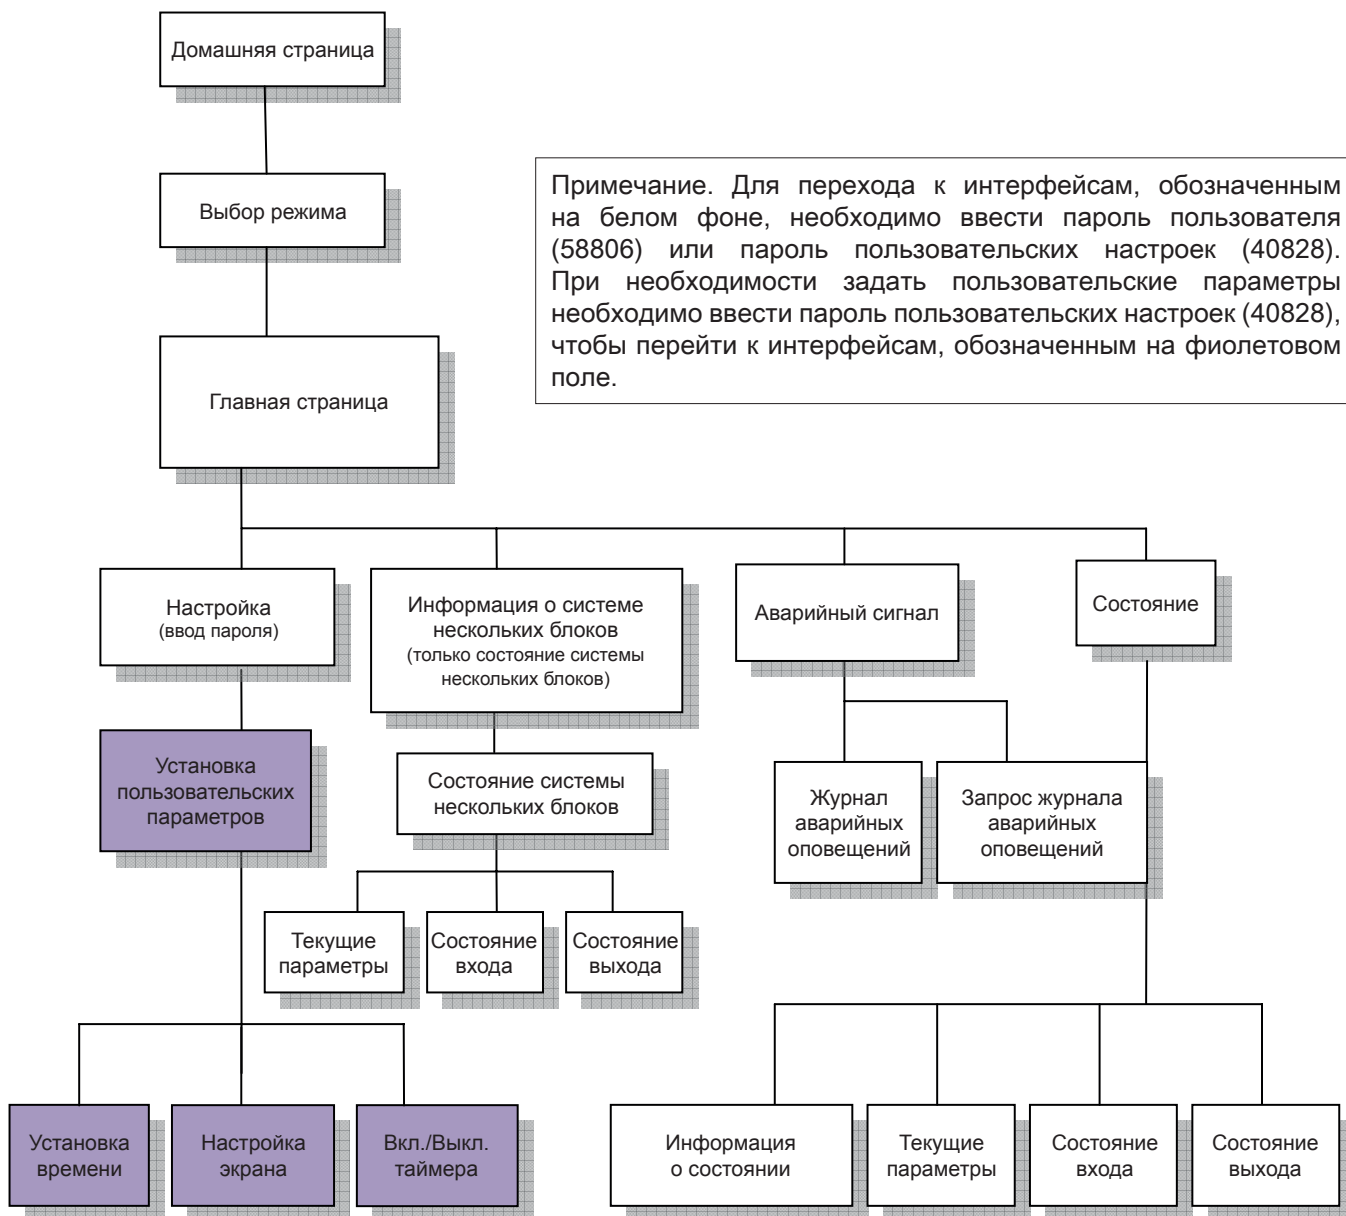 Домашняя страница
Выбор режима
Примечание. Для перехода к интерфейсам, обозначенным
на белом фоне, необходимо ввести пароль пользователя
(58806) или пароль пользовательских настроек (40828).
При необходимости задать пользовательские параметры
необходимо ввести пароль пользовательских настроек (40828),
чтобы перейти к интерфейсам, обозначенным на фиолетовом
поле.
Главная страница
Настройка
(ввод пароля)
Информация о системе
нескольких блоков
(только состояние системы
нескольких блоков)
Аварийный сигнал
Состояние
Установка
пользовательских
параметров
Состояние системы
нескольких блоков
Журнал
аварийных
оповещений
Запрос журнала
аварийных
оповещений
Текущие
параметры
Состояние
входа
Состояние
выхода
Установка
времени
Настройка
экрана
Вкл./Выкл.
таймера
Информация
о состоянии
Текущие
параметры
Состояние
входа
Состояние
выхода